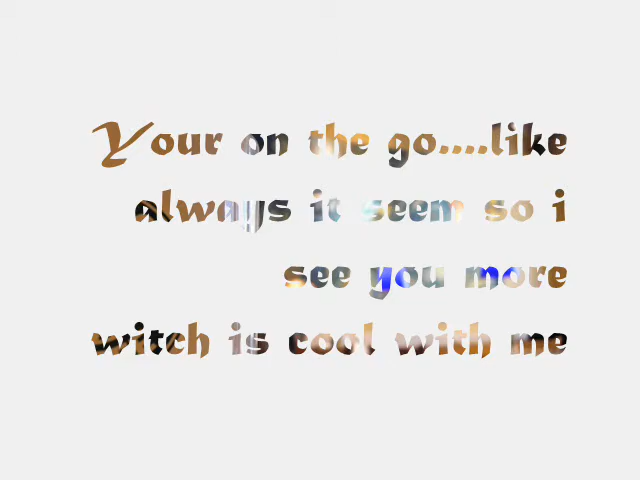 Your on the go....like
always it seem so i
see you more
witch is cool with me